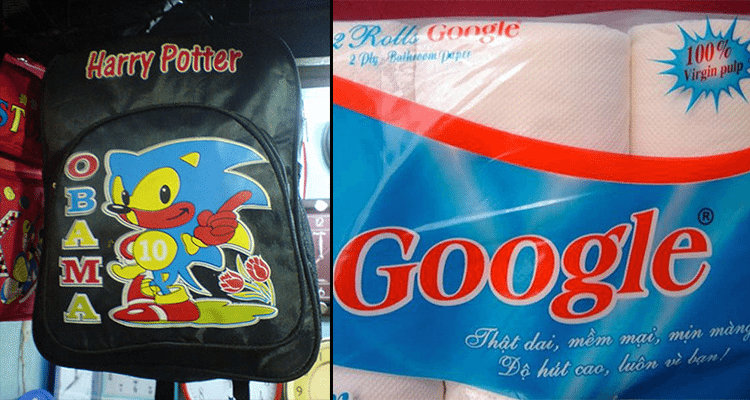 Harry Potter
OBAMA
10
ST
2 Rolls Google
2 Ply - Bathroom Paper
100%
Virgin pulp
Google®
Thật dai, mềm mại, mịn màng
Độ hút cao, luôn vì bạn!